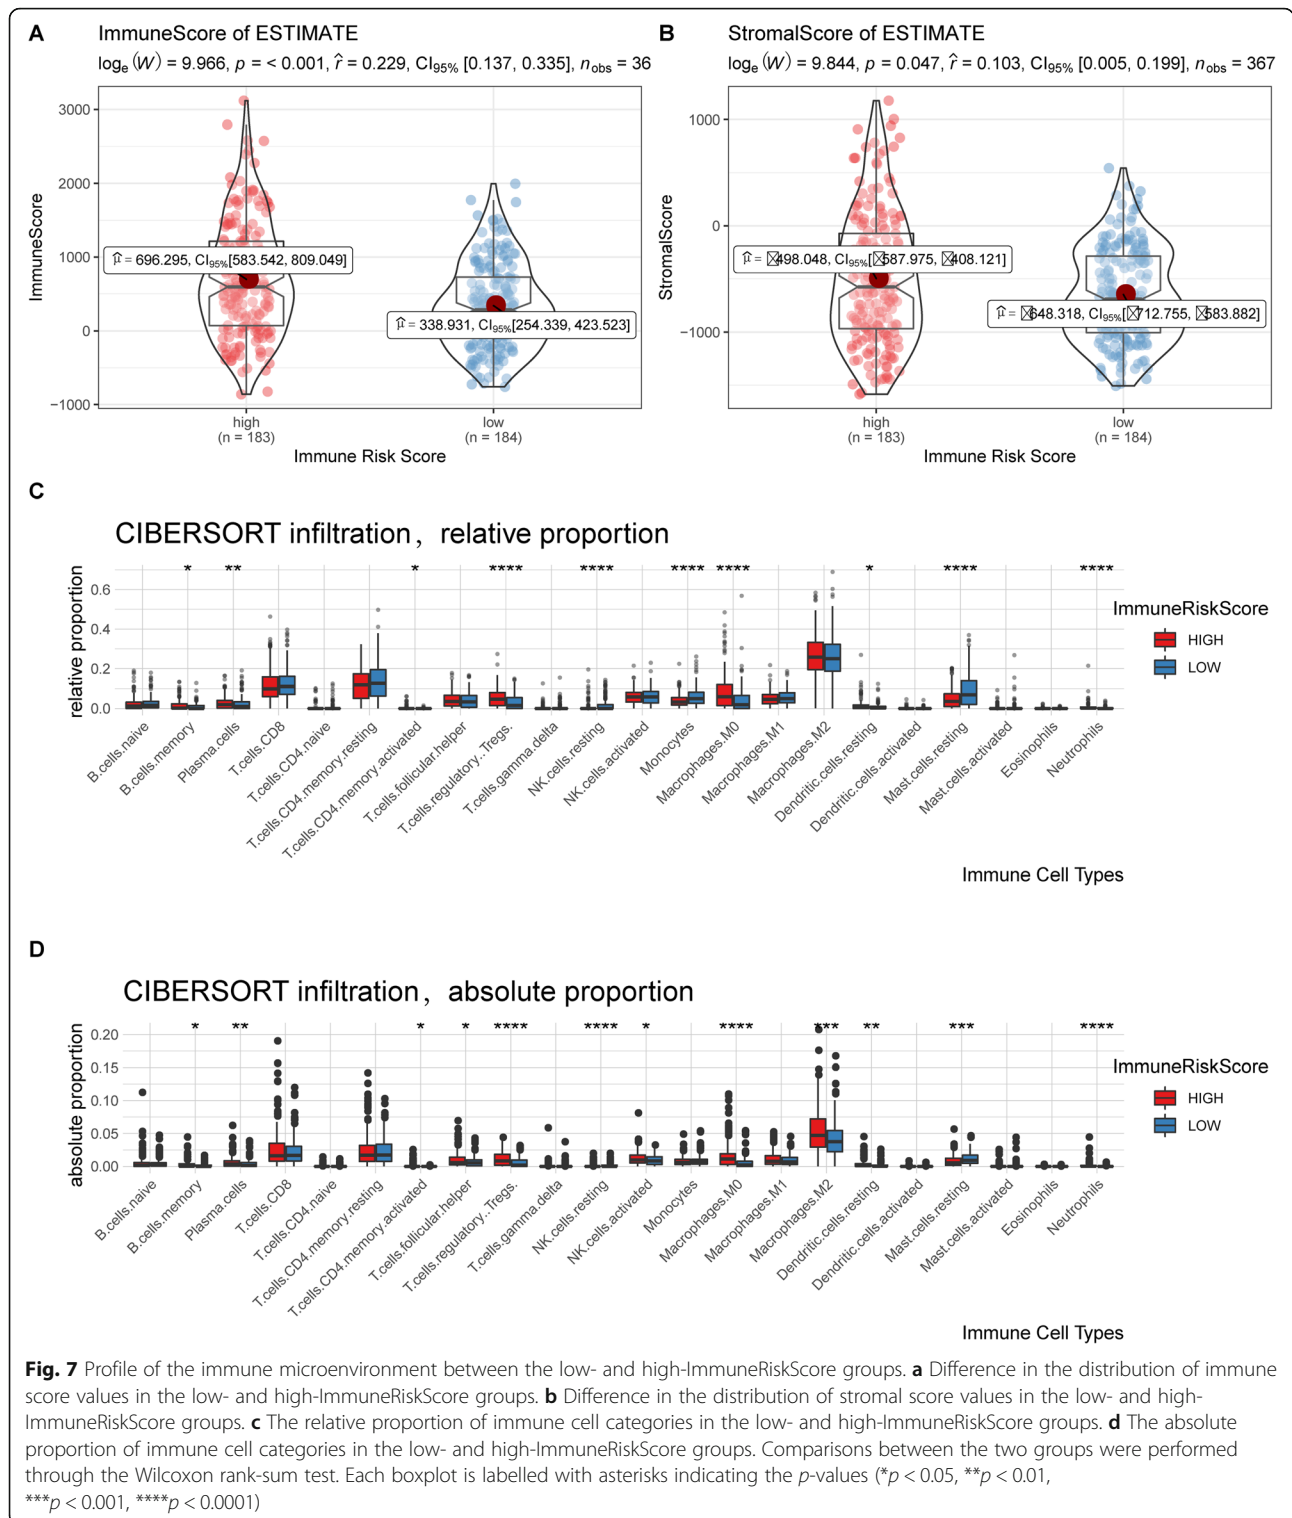 A
ImmuneScore of ESTIMATE
logₑ (W) = 9.966, p = < 0.001, r̂ = 0.229, CI95% [0.137, 0.335], nobs = 36
ImmuneScore
3000
2000
1000
0
−1000
μ̂ = 696.295, CI95%[583.542, 809.049]
μ̂ = 338.931, CI95%[254.339, 423.523]
high
(n = 183)
low
(n = 184)
Immune Risk Score
B
StromalScore of ESTIMATE
logₑ (W) = 9.844, p = 0.047, r̂ = 0.103, CI95% [0.005, 0.199], nobs = 367
StromalScore
1000
0
−1000
μ̂ = 498.048, CI95%[587.975, 408.121]
μ̂ = 648.318, CI95%[712.755, 583.882]
high
(n = 183)
low
(n = 184)
Immune Risk Score
C
CIBERSORT infiltration, relative proportion
* ** * **** **** **** **** * **** ****
relative proportion
0.6
0.4
0.2
0.0
B.cells.naive
B.cells.memory
Plasma.cells
T.cells.CD8
T.cells.CD4.naive
T.cells.CD4.memory.resting
T.cells.CD4.memory.activated
T.cells.follicular.helper
T.cells.regulatory..Tregs.
T.cells.gamma.delta
NK.cells.resting
NK.cells.activated
Monocytes
Macrophages.M0
Macrophages.M1
Macrophages.M2
Dendritic.cells.resting
Dendritic.cells.activated
Mast.cells.resting
Mast.cells.activated
Eosinophils
Neutrophils
Immune Cell Types
ImmuneRiskScore
HIGH
LOW
D
CIBERSORT infiltration, absolute proportion
* ** * * **** **** * **** *** ** *** ****
absolute proportion
0.20
0.15
0.10
0.05
0.00
B.cells.naive
B.cells.memory
Plasma.cells
T.cells.CD8
T.cells.CD4.naive
T.cells.CD4.memory.resting
T.cells.CD4.memory.activated
T.cells.follicular.helper
T.cells.regulatory..Tregs.
T.cells.gamma.delta
NK.cells.resting
NK.cells.activated
Monocytes
Macrophages.M0
Macrophages.M1
Macrophages.M2
Dendritic.cells.resting
Dendritic.cells.activated
Mast.cells.resting
Mast.cells.activated
Eosinophils
Neutrophils
Immune Cell Types
ImmuneRiskScore
HIGH
LOW
Fig. 7 Profile of the immune microenvironment between the low- and high-ImmuneRiskScore groups. a Difference in the distribution of immune
score values in the low- and high-ImmuneRiskScore groups. b Difference in the distribution of stromal score values in the low- and high-
ImmuneRiskScore groups. c The relative proportion of immune cell categories in the low- and high-ImmuneRiskScore groups. d The absolute
proportion of immune cell categories in the low- and high-ImmuneRiskScore groups. Comparisons between the two groups were performed
through the Wilcoxon rank-sum test. Each boxplot is labelled with asterisks indicating the p-values (*p < 0.05, **p < 0.01,
***p < 0.001, ****p < 0.0001)